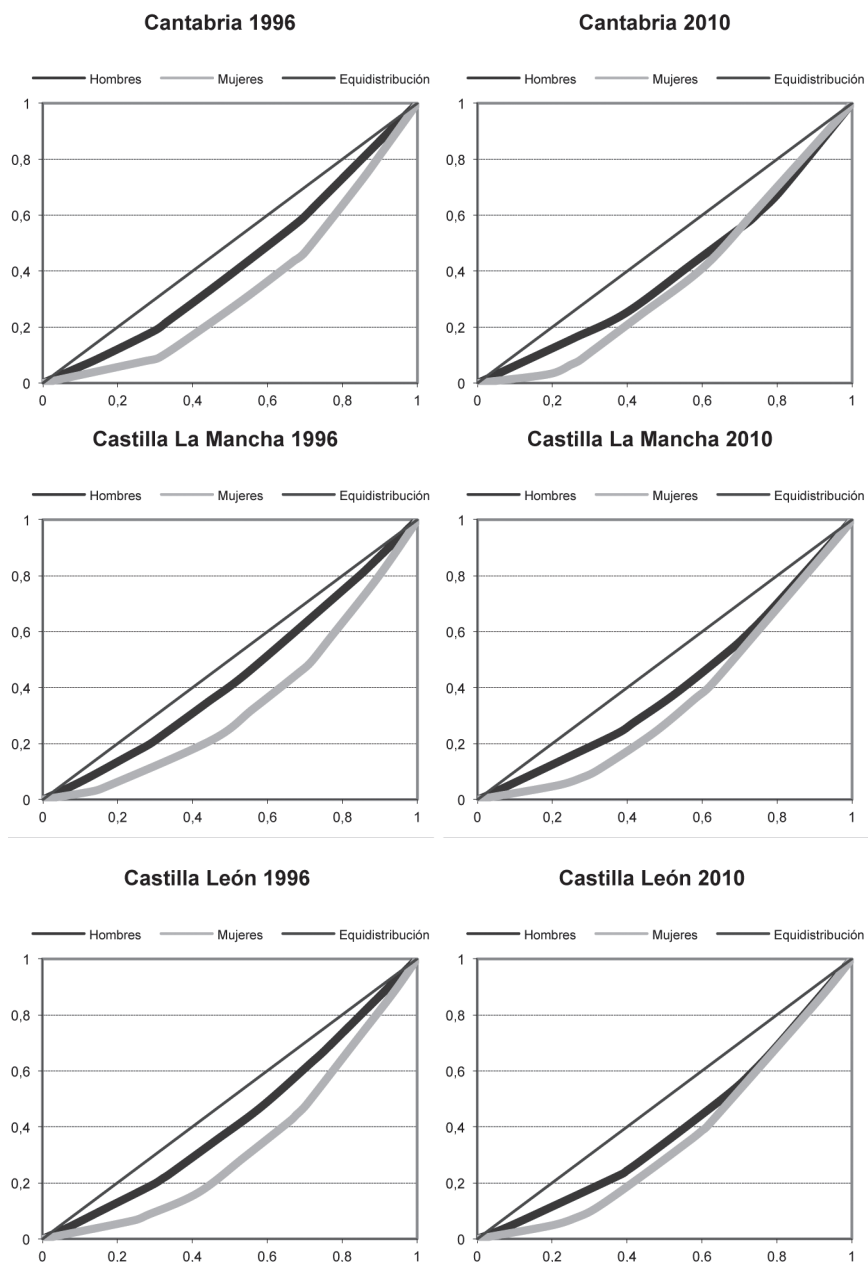 Cantabria 1996
Hombres Mujeres Equidistribución
1
0,8
0,6
0,4
0,2
0
0 0,2 0,4 0,6 0,8 1
Cantabria 2010
Hombres Mujeres Equidistribución
1
0,8
0,6
0,4
0,2
0
0 0,2 0,4 0,6 0,8 1
Castilla La Mancha 1996
Hombres Mujeres Equidistribución
1
0,8
0,6
0,4
0,2
0
0 0,2 0,4 0,6 0,8 1
Castilla La Mancha 2010
Hombres Mujeres Equidistribución
1
0,8
0,6
0,4
0,2
0
0 0,2 0,4 0,6 0,8 1
Castilla León 1996
Hombres Mujeres Equidistribución
1
0,8
0,6
0,4
0,2
0
0 0,2 0,4 0,6 0,8 1
Castilla León 2010
Hombres Mujeres Equidistribución
1
0,8
0,6
0,4
0,2
0
0 0,2 0,4 0,6 0,8 1